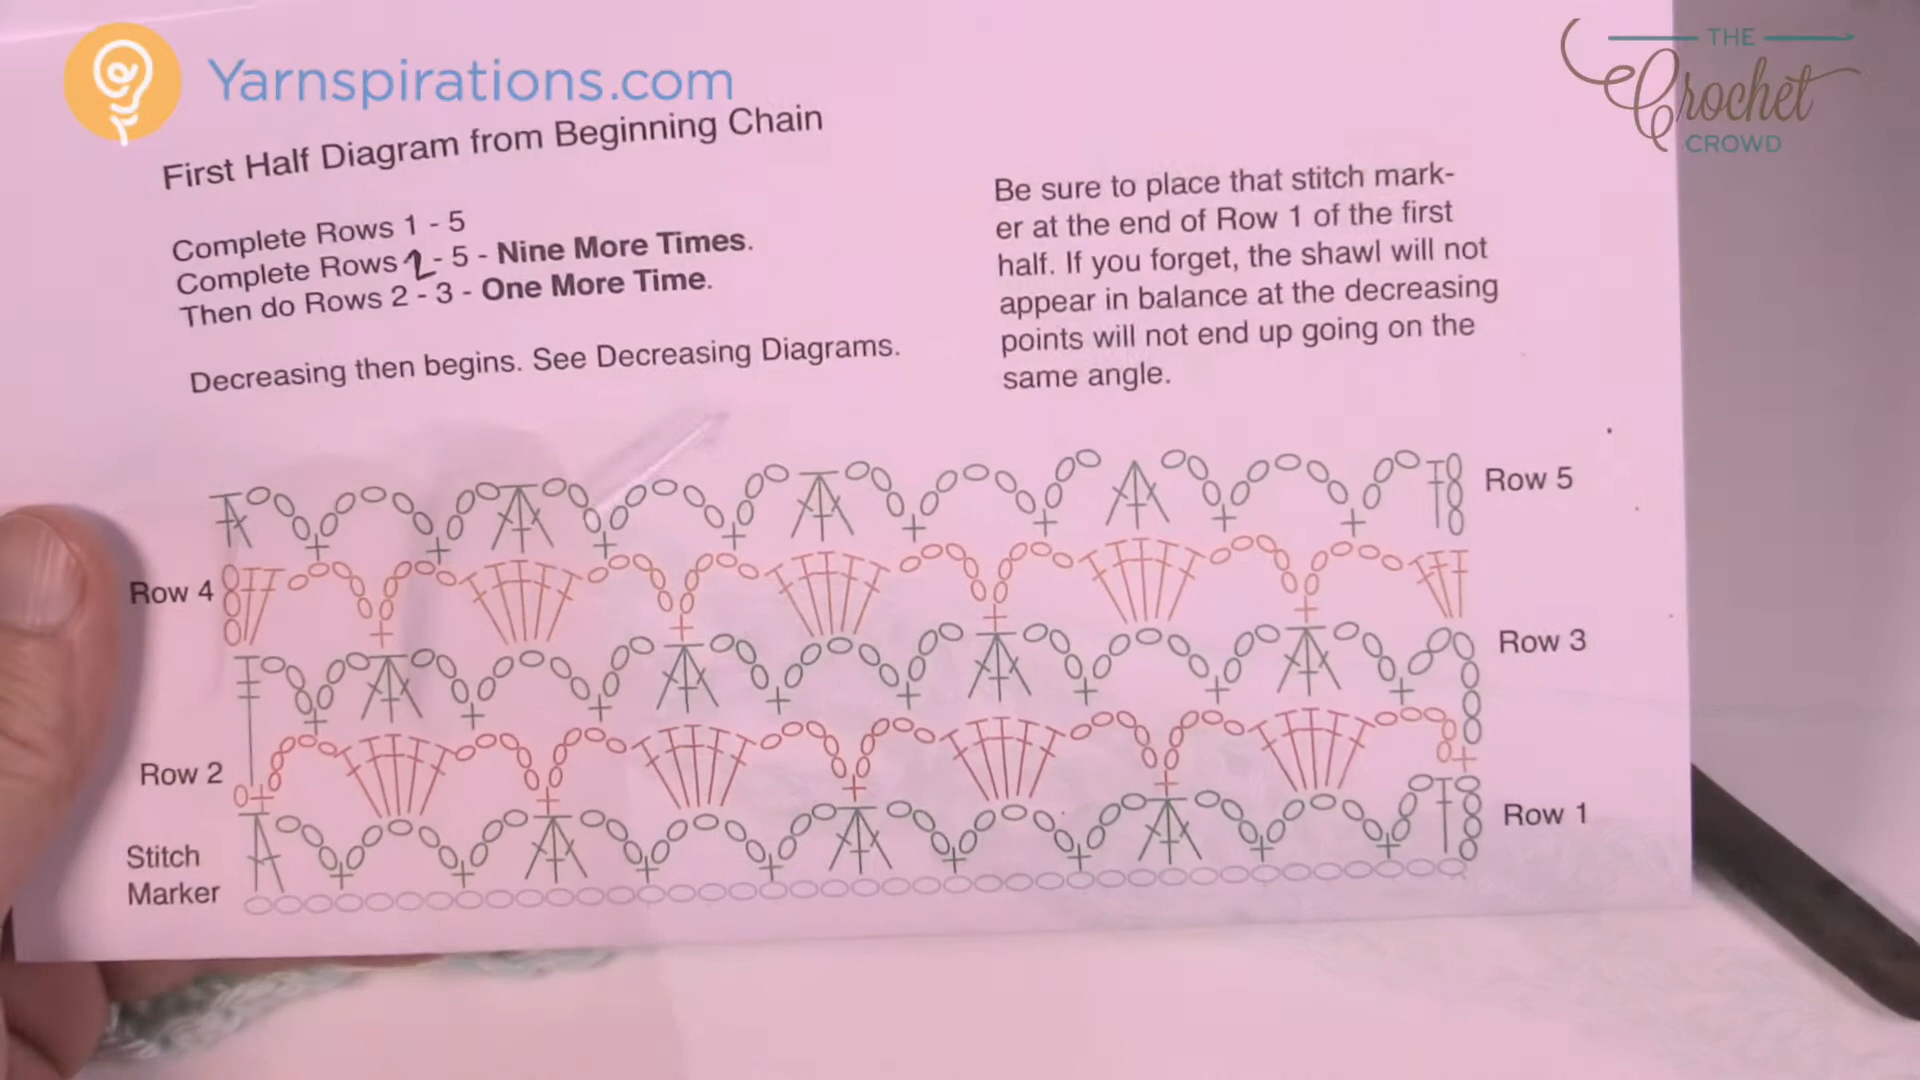 Yarnspirations.com
THE
Crochet
CROWD
First Half Diagram from Beginning Chain
Complete Rows 1 - 5
Complete Rows 2 - 5 - Nine More Times.
Then do Rows 2 - 3 - One More Time.
Decreasing then begins. See Decreasing Diagrams.
Be sure to place that stitch mark-
er at the end of Row 1 of the first
half. If you forget, the shawl will not
appear in balance at the decreasing
points will not end up going on the
same angle.
Row 5
Row 4
Row 3
Row 2
Row 1
Stitch
Marker